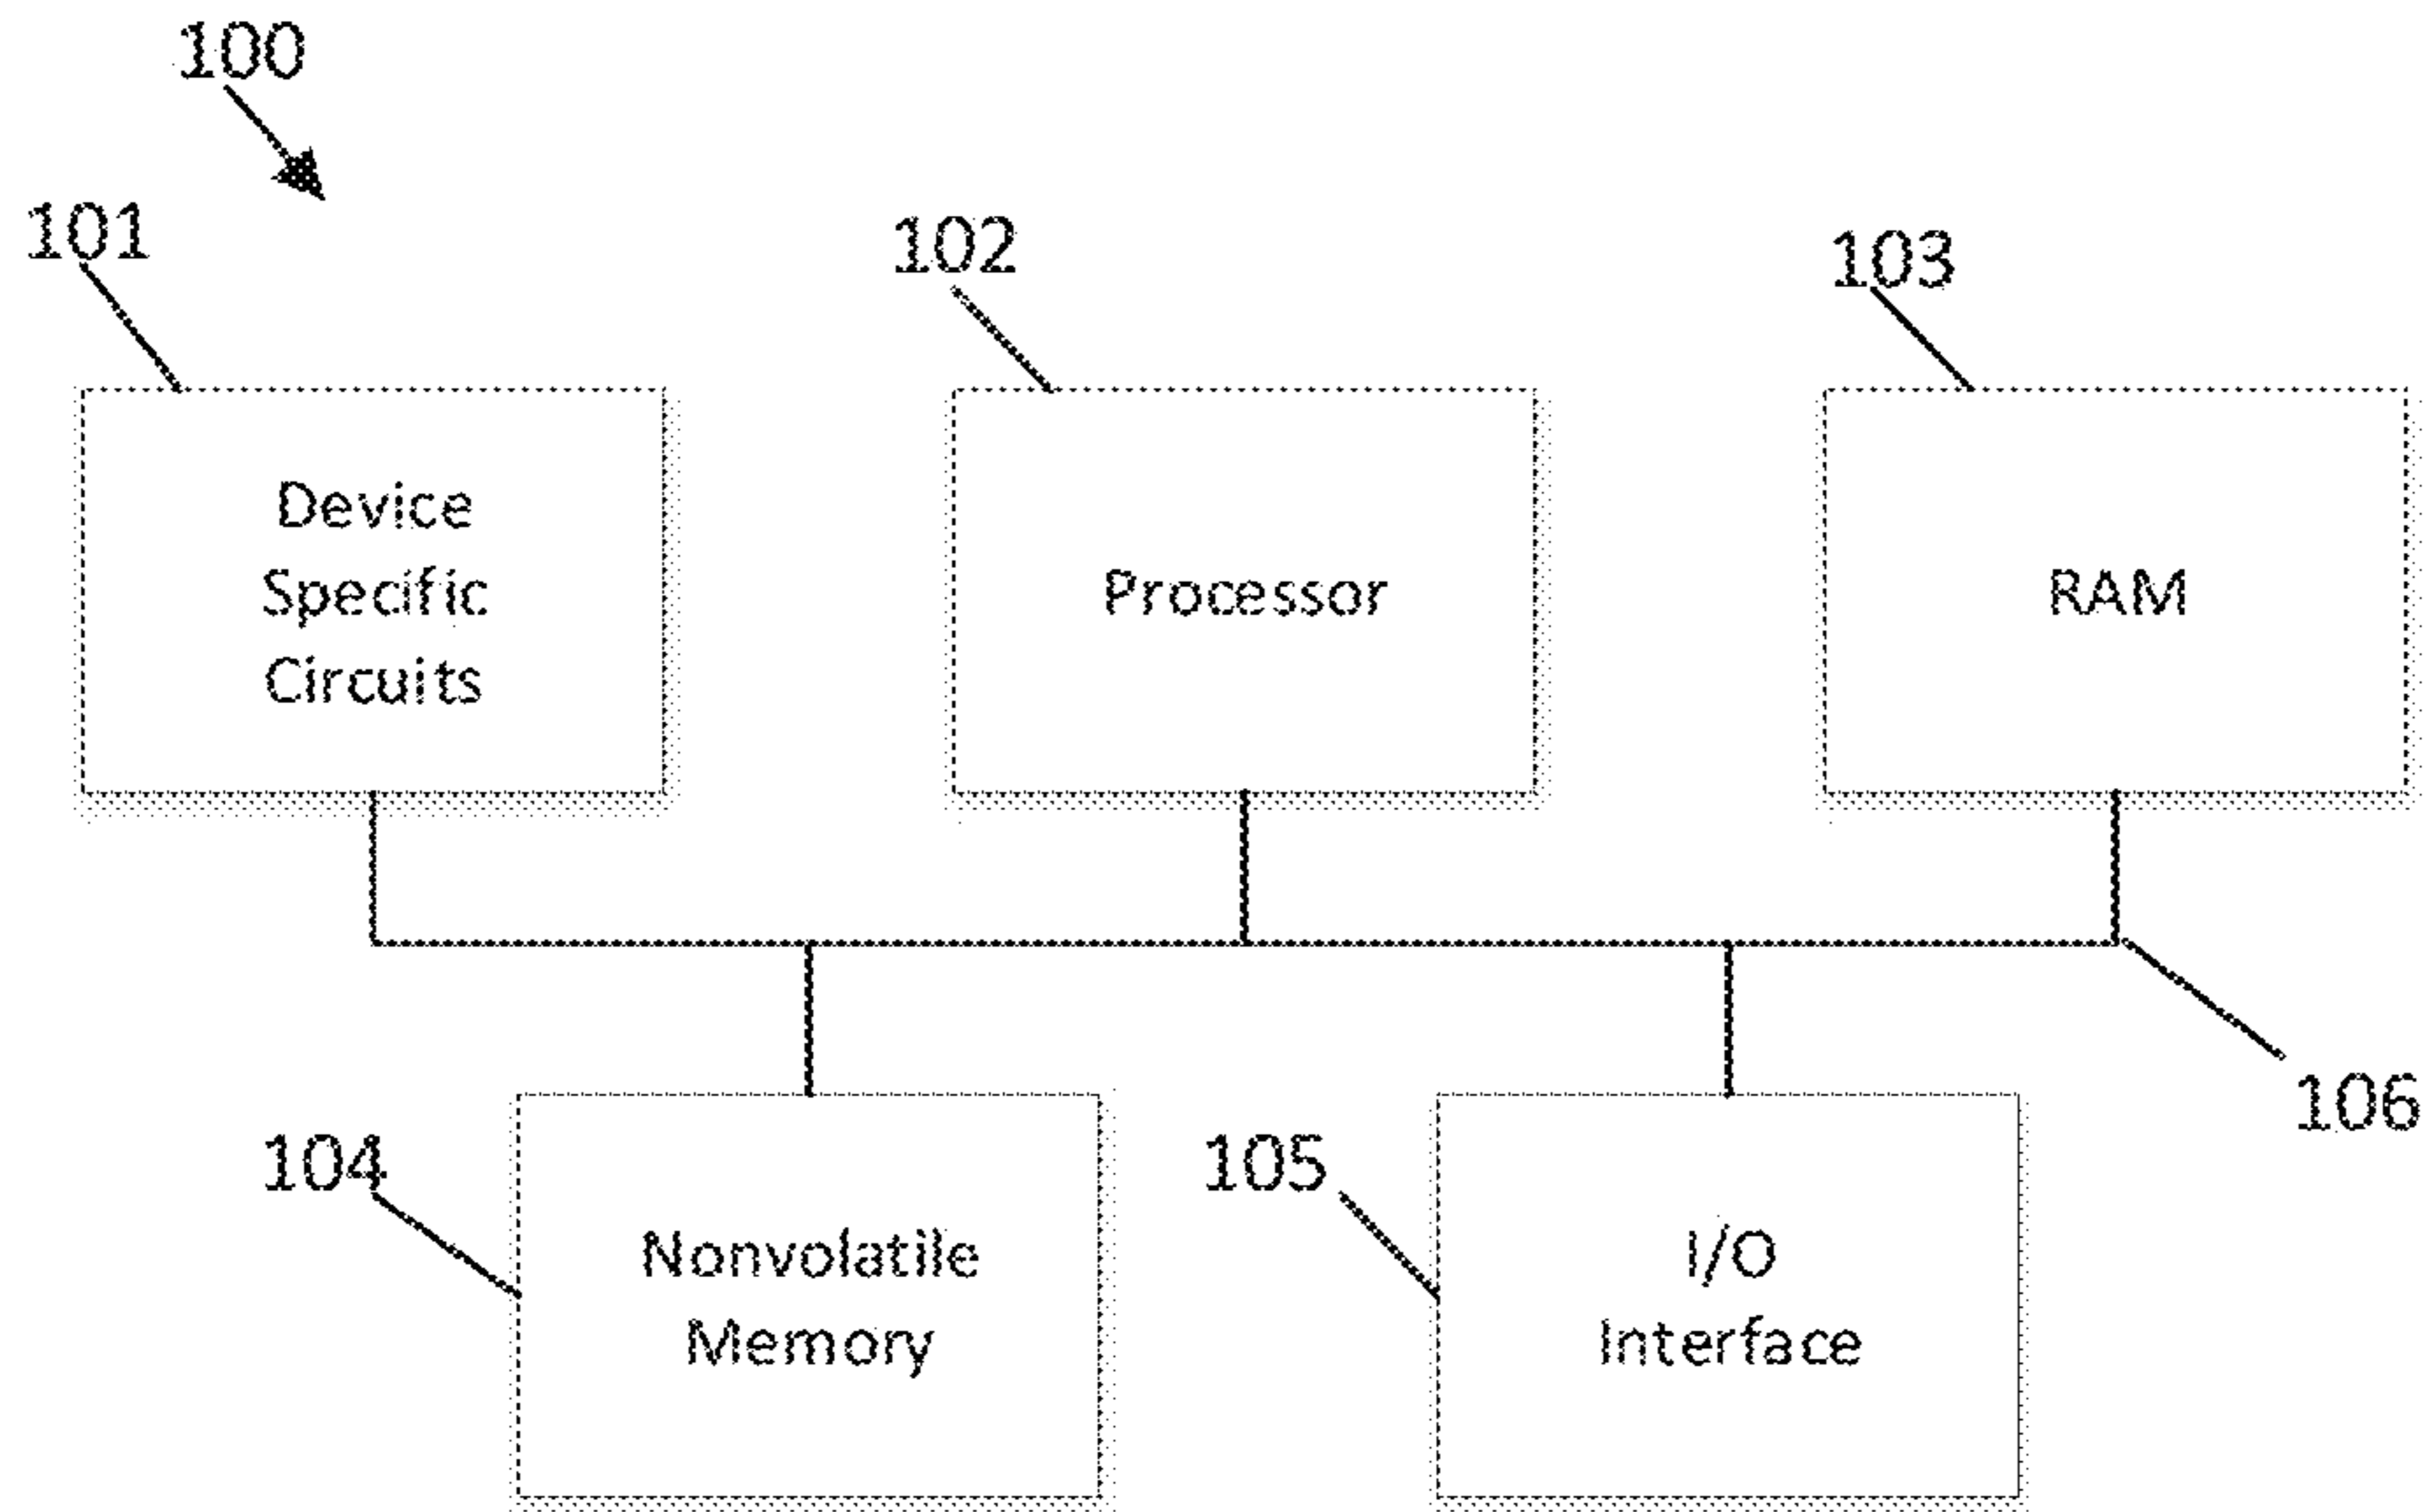 100
101
102
103
Device
Specific
Circuits
Processor
RAM
106
104
105
Nonvolatile
Memory
I/O
Interface